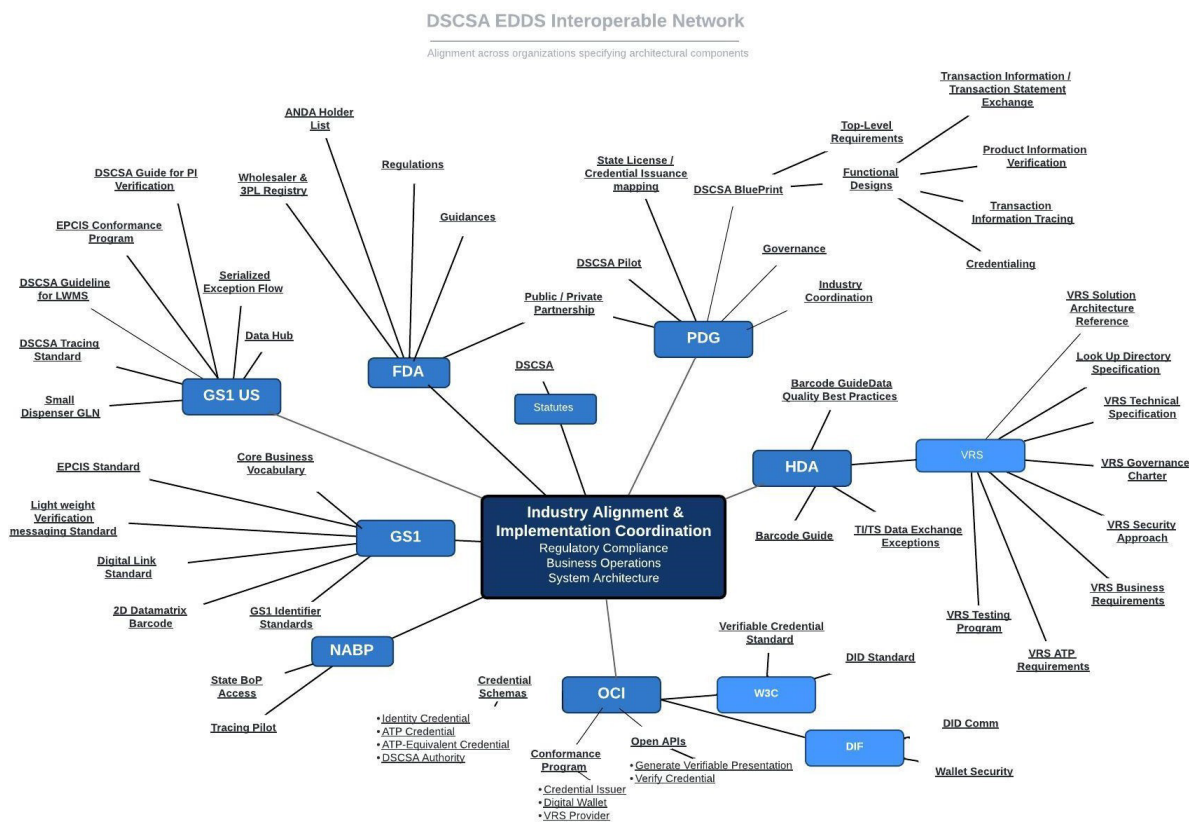 DSCSA EDDS Interoperable Network
Alignment across organizations specifying architectural components
Transaction Information /
Transaction Statement
Exchange
ANDA Holder
List
Top-Level
Requirements
Regulations
State License /
Credential Issuance
mapping
Product Information
Verification
DSCSA Guide for PI
Verification
Wholesaler &
3PL Registry
DSCSA BluePrint
Functional
Designs
Transaction
Information Tracing
EPCIS Conformance
Program
Guidances
Governance
Credentialing
DSCSA Pilot
DSCSA Guideline
for LWMS
Serialized
Exception Flow
Public / Private
Partnership
Industry
Coordination
VRS Solution
Architecture
Reference
DSCSA Tracing
Standard
Data Hub
PDG
FDA
DSCSA
Look Up Directory
Specification
GS1 US
Small
Dispenser GLN
Statutes
Barcode GuideData
Quality Best Practices
VRS Technical
Specification
EPCIS Standard
Core Business
Vocabulary
HDA
VRS
VRS Governance
Charter
Light weight
Verification
messaging Standard
GS1
Industry Alignment &
Implementation Coordination
Regulatory Compliance
Business Operations
System Architecture
Barcode Guide
TI/TS Data Exchange
Exceptions
VRS Security
Approach
Digital Link
Standard
2D Datamatrix
Barcode
GS1 Identifier
Standards
VRS Business
Requirements
VRS Testing
Program
VRS ATP
Requirements
NABP
State BoP
Access
Tracing Pilot
Credential
Schemas
• Identity Credential
• ATP Credential
• ATP-Equivalent Credential
• DSCSA Authority
OCI
Verifiable Credential
Standard
DID Standard
W3C
DID Comm
DIF
Wallet Security
Conformance
Program
• Credential Issuer
• Digital Wallet
• VRS Provider
Open APIs
• Generate Verifiable Presentation
• Verify Credential